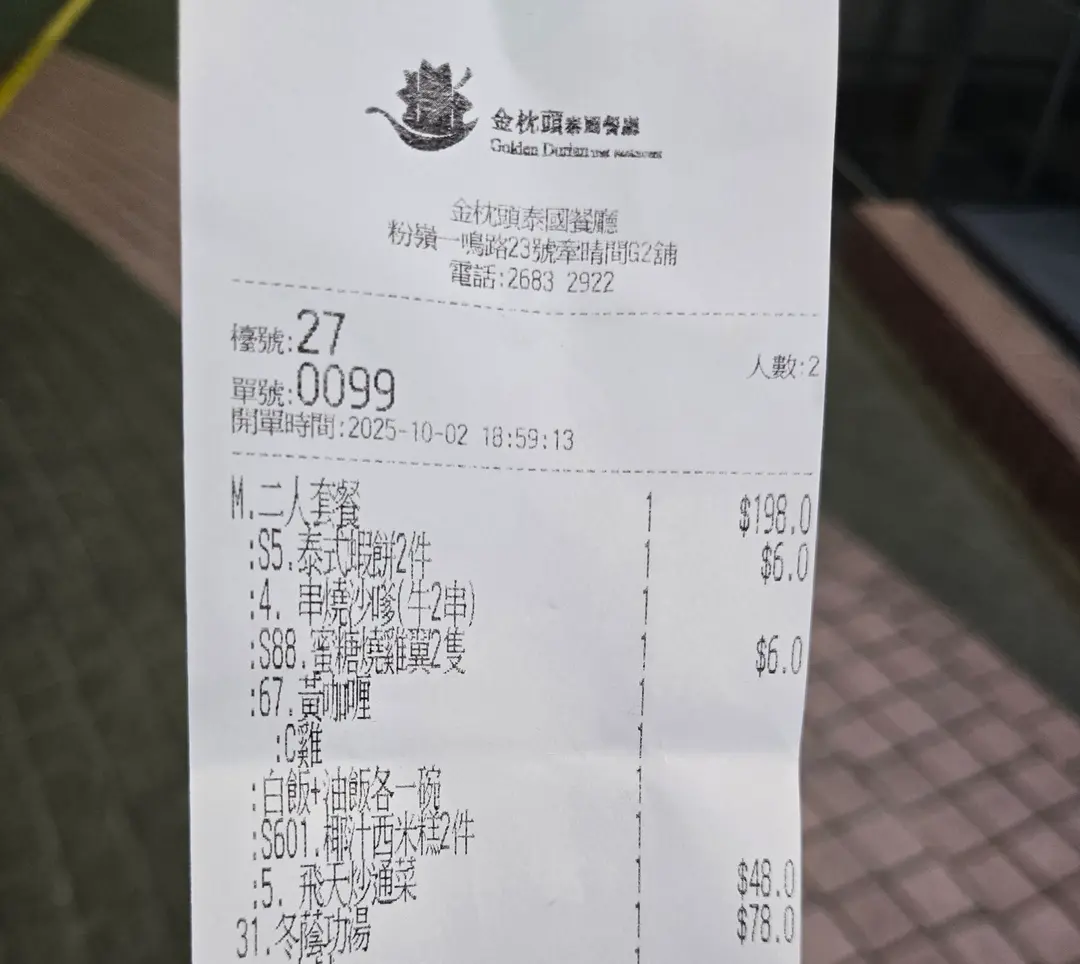 金枕頭泰國餐廳
Golden Durian THAI RESTAURANT
金枕頭泰國餐廳
粉嶺一鳴路23號牽晴間G2舖
電話:2683 2922
檯號:27 人數:2
單號:0099
開單時間:2025-10-02 18:59:13
M.二人套餐 1 $198.0
:S5.泰式蝦餅2件 1 $6.0
:4. 串燒沙嗲(牛2串) 1
:S88.蜜糖燒雞翼2隻 1 $6.0
:67.黃咖喱 1
:C雞 1
:白飯+油飯各一碗 1
:S601.椰汁西米糕2件 1
:5. 飛天炒通菜 1 $48.0
31.冬蔭功湯 1 $78.0